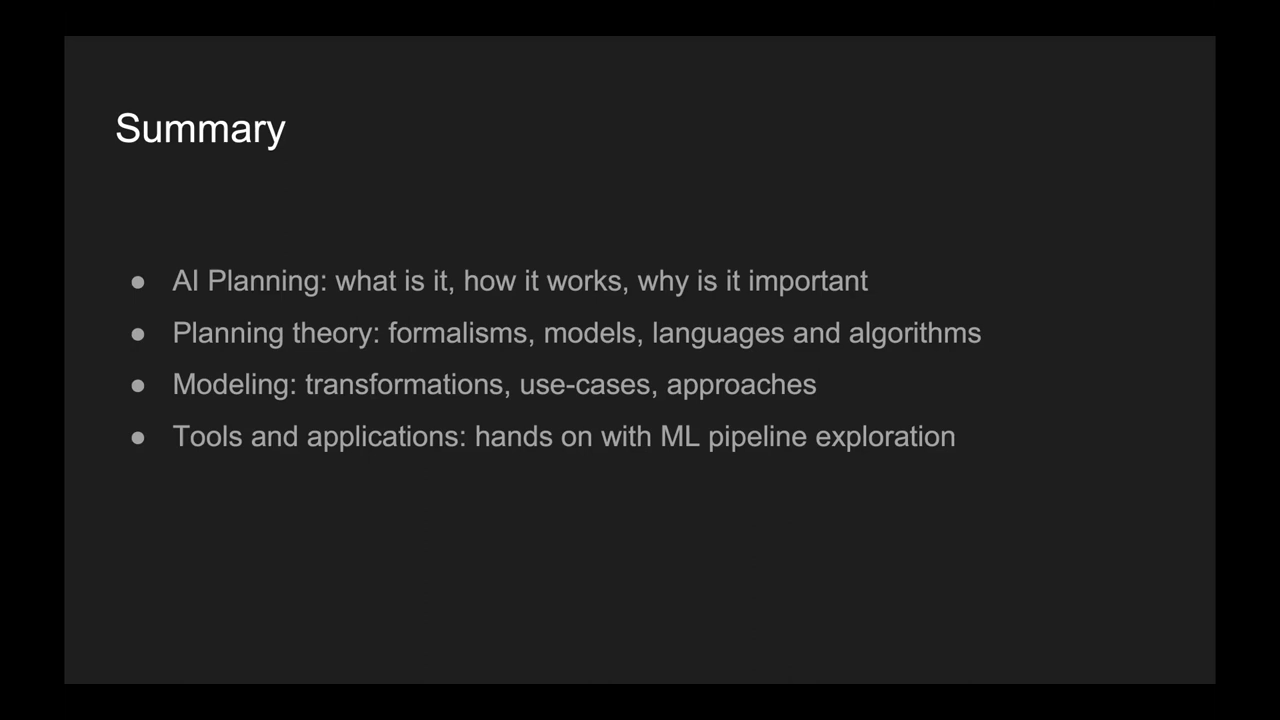 Summary
● AI Planning: what is it, how it works, why is it important
● Planning theory: formalisms, models, languages and algorithms
● Modeling: transformations, use-cases, approaches
● Tools and applications: hands on with ML pipeline exploration